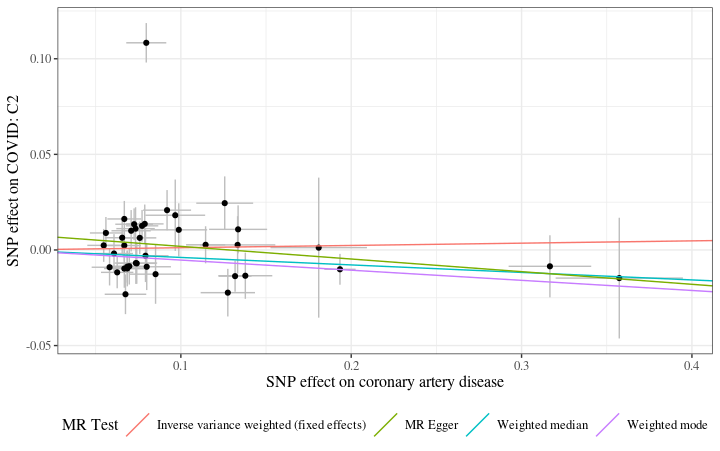 0.10
0.05
0.00
-0.05
SNP effect on COVID: C2
0.1 0.2 0.3 0.4
SNP effect on coronary artery disease
MR Test Inverse variance weighted (fixed effects) MR Egger Weighted median Weighted mode